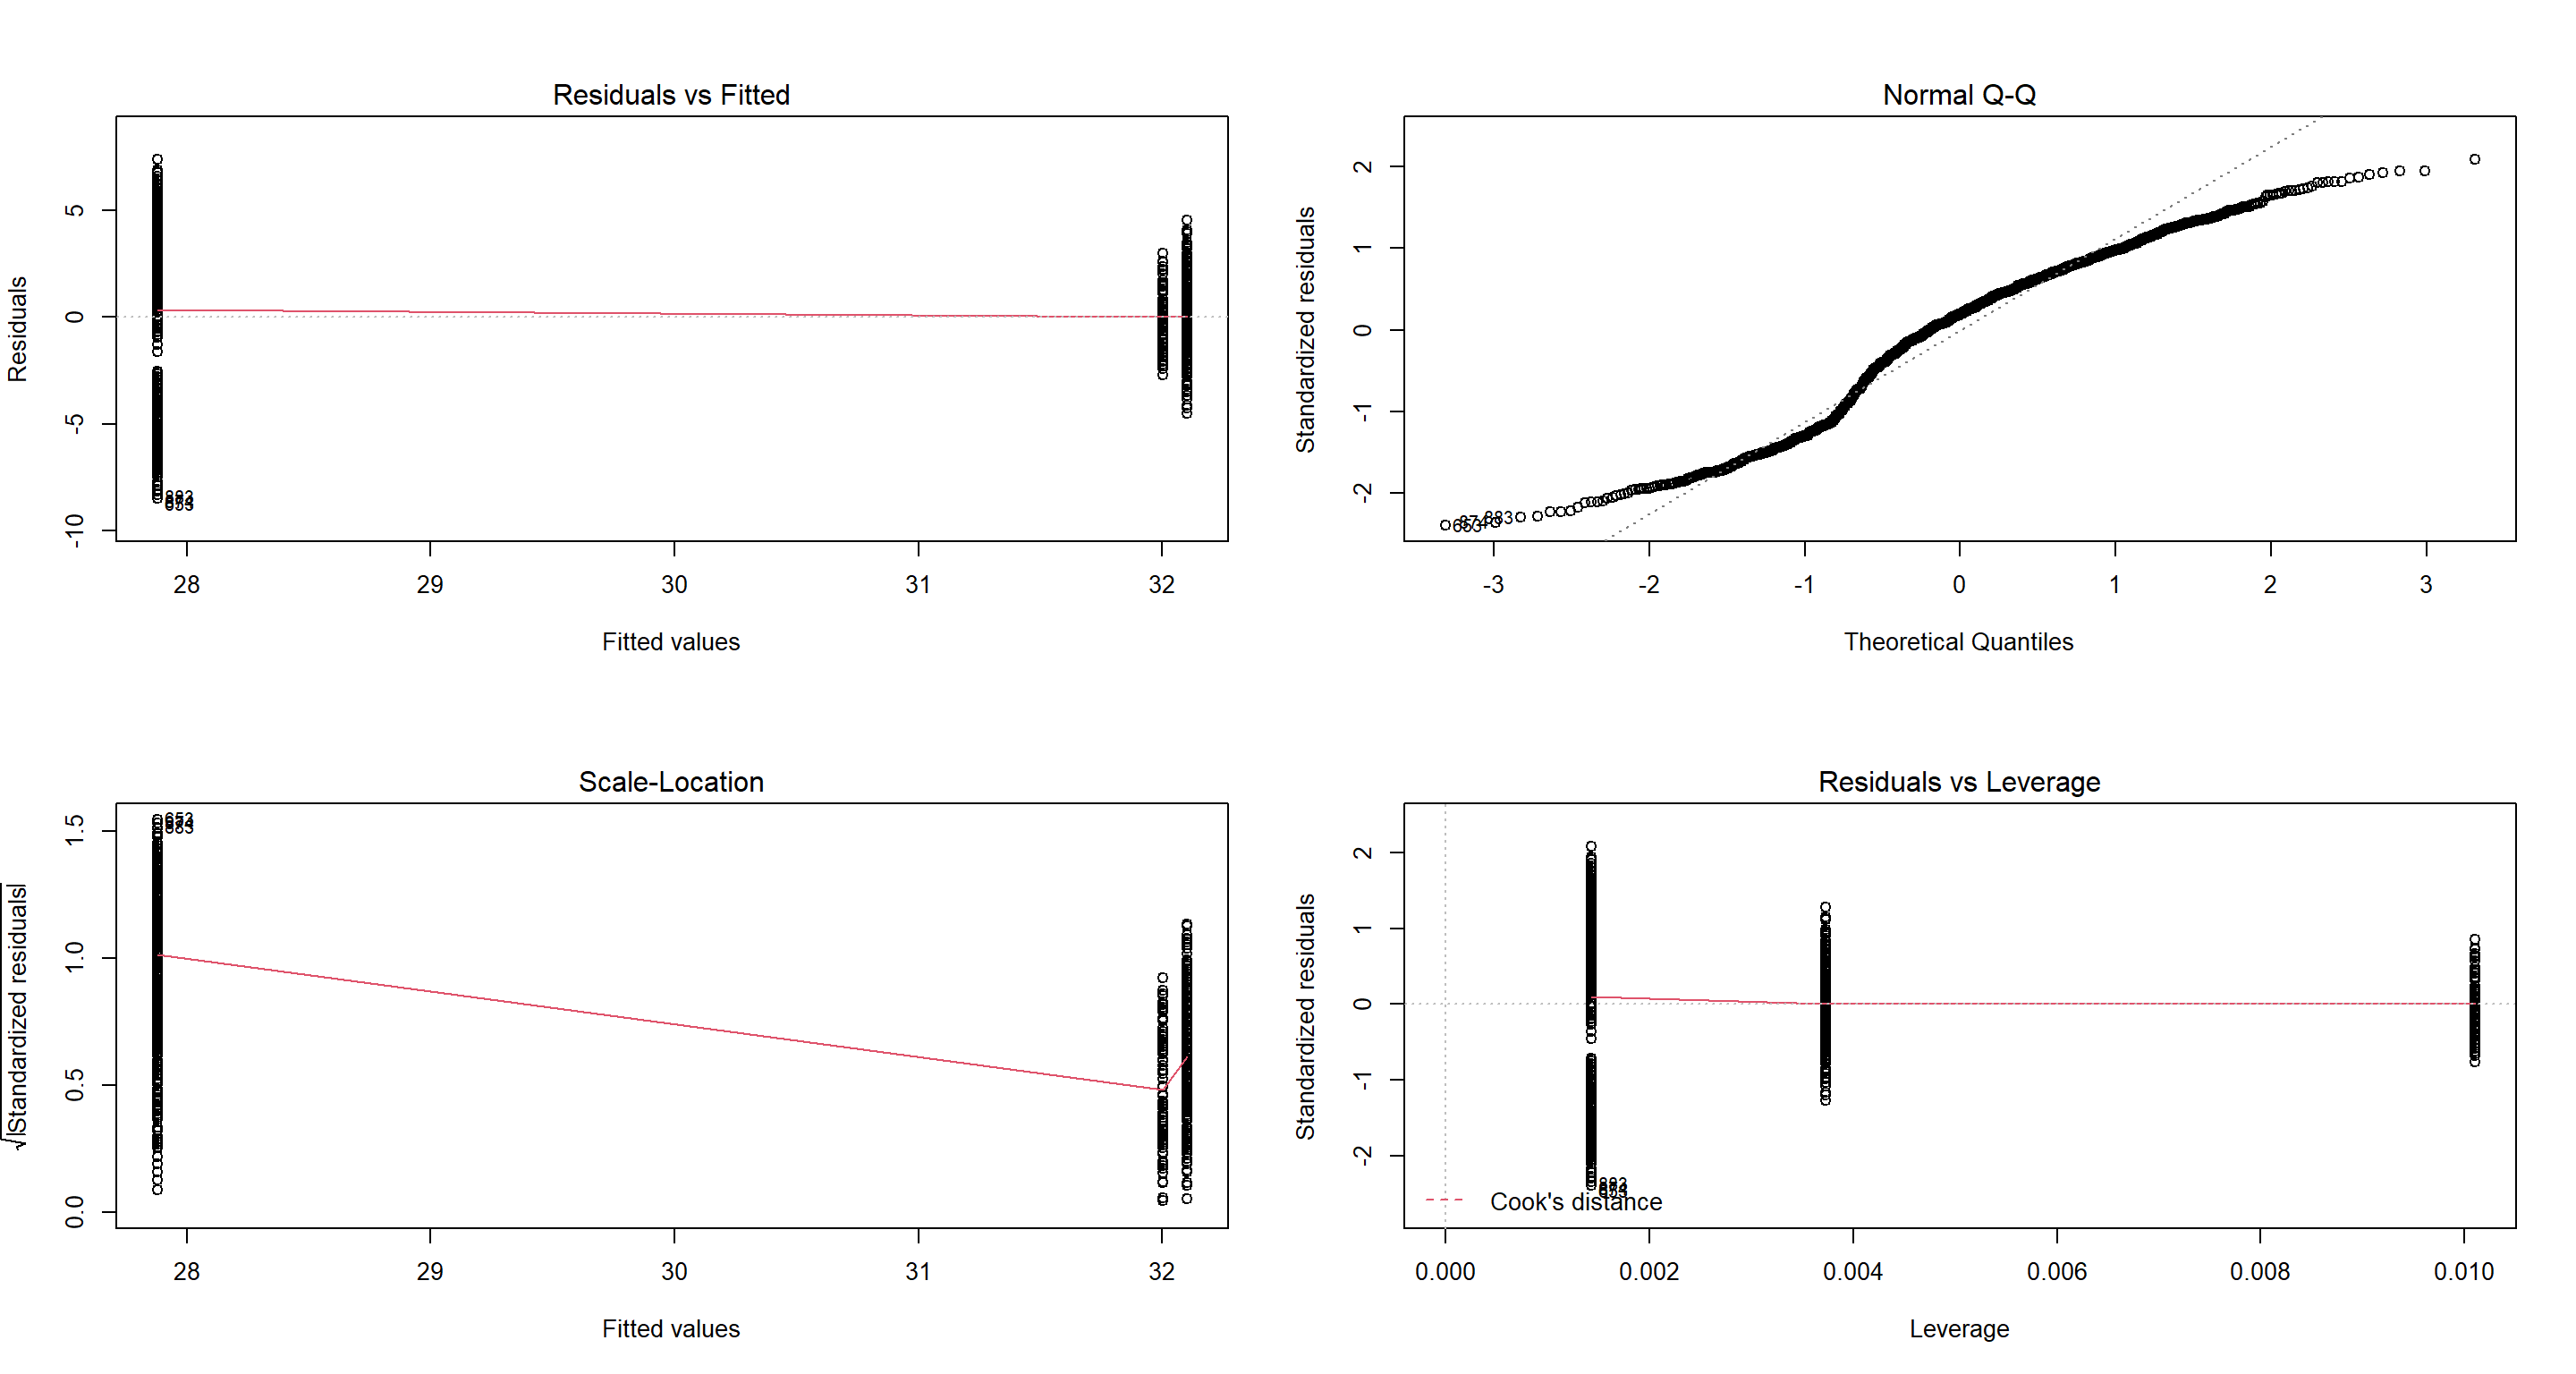 Residuals vs Fitted
Residuals
5
0
-5
-10
28 29 30 31 32
Fitted values
Normal Q-Q
Standardized residuals
2
1
0
-1
-2
653 883
-3 -2 -1 0 1 2 3
Theoretical Quantiles
Scale-Location
√|Standardized residuals|
1.5
1.0
0.5
0.0
28 29 30 31 32
Fitted values
Residuals vs Leverage
Standardized residuals
2
1
0
-1
-2
Cook's distance
0.000 0.002 0.004 0.006 0.008 0.010
Leverage